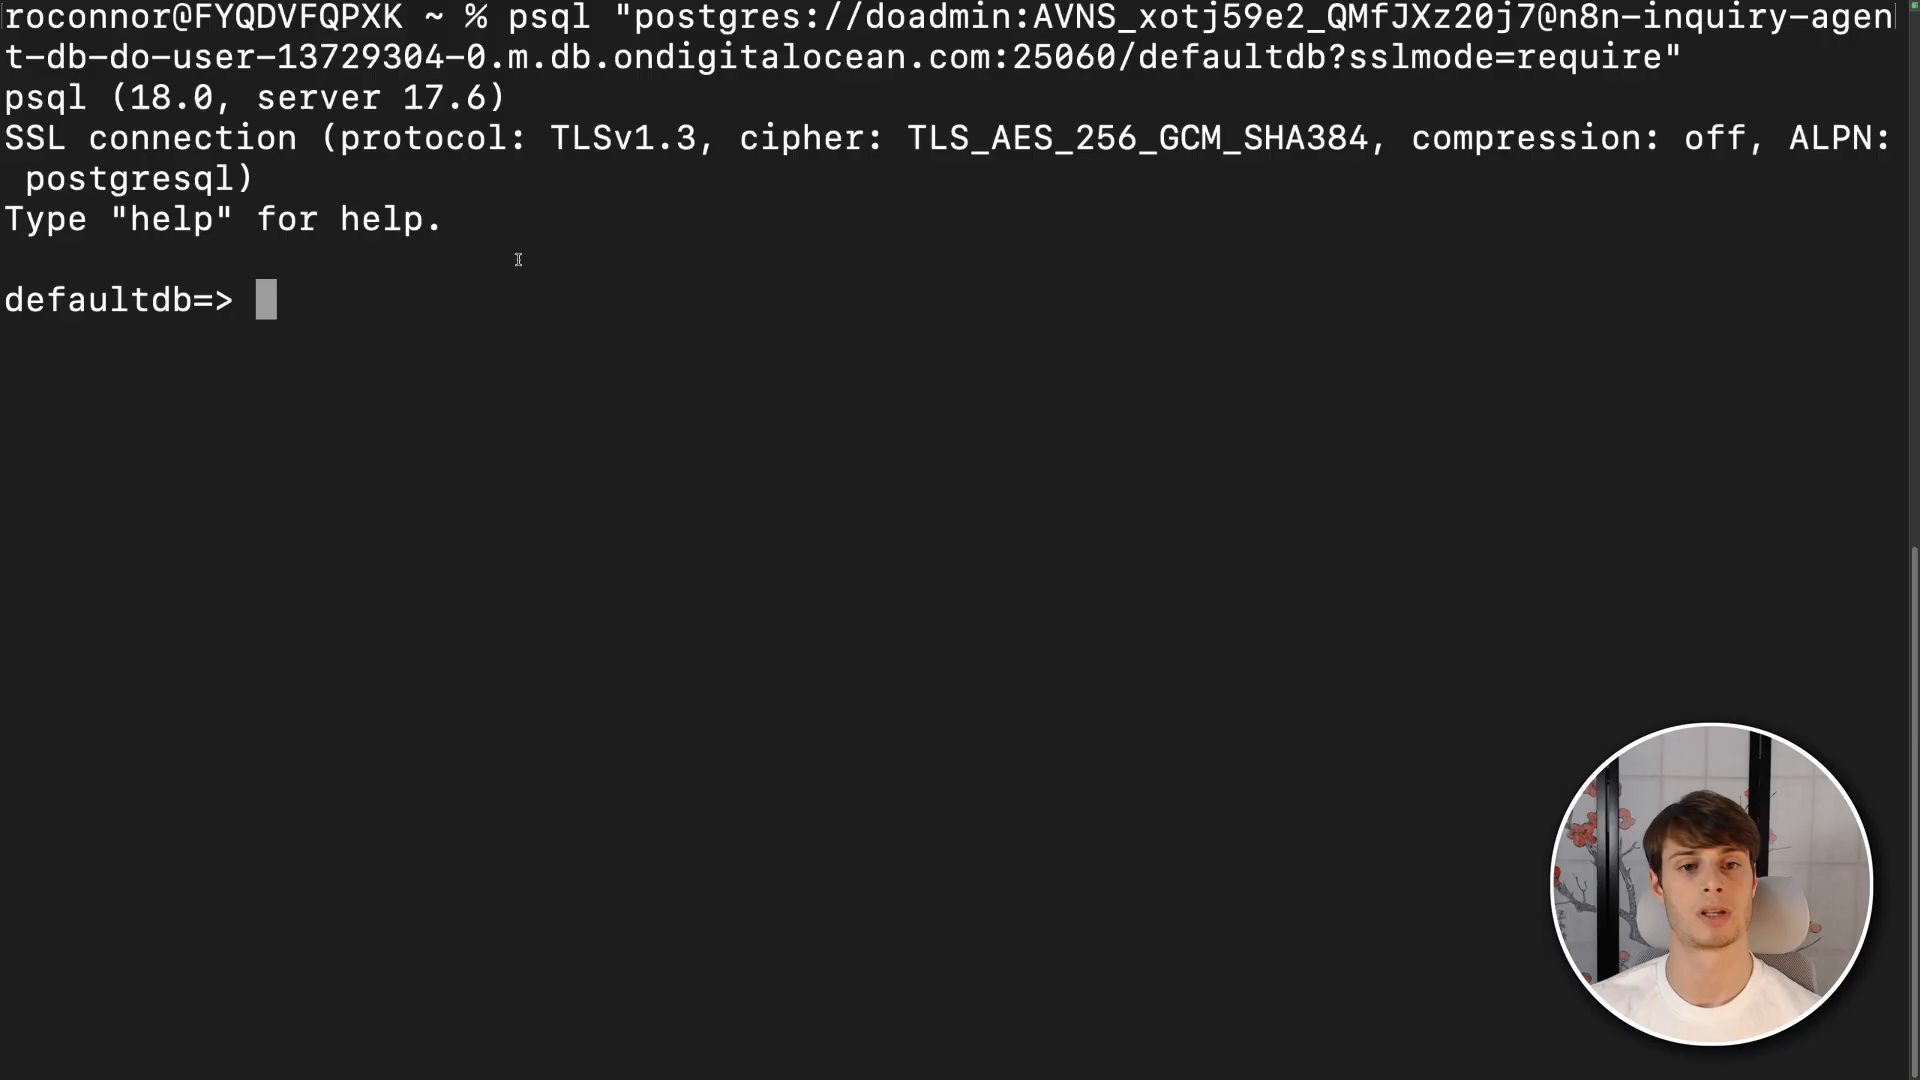 roconnor@FYQDVFQPXK ~ % psql "postgres://doadmin:AVNS_xotj59e2_QMfJXz20j7@n8n-inquiry-agen
t-db-do-user-13729304-0.m.db.ondigitalocean.com:25060/defaultdb?sslmode=require"
psql (18.0, server 17.6)
SSL connection (protocol: TLSv1.3, cipher: TLS_AES_256_GCM_SHA384, compression: off, ALPN:
 postgresql)
Type "help" for help.
defaultdb=>